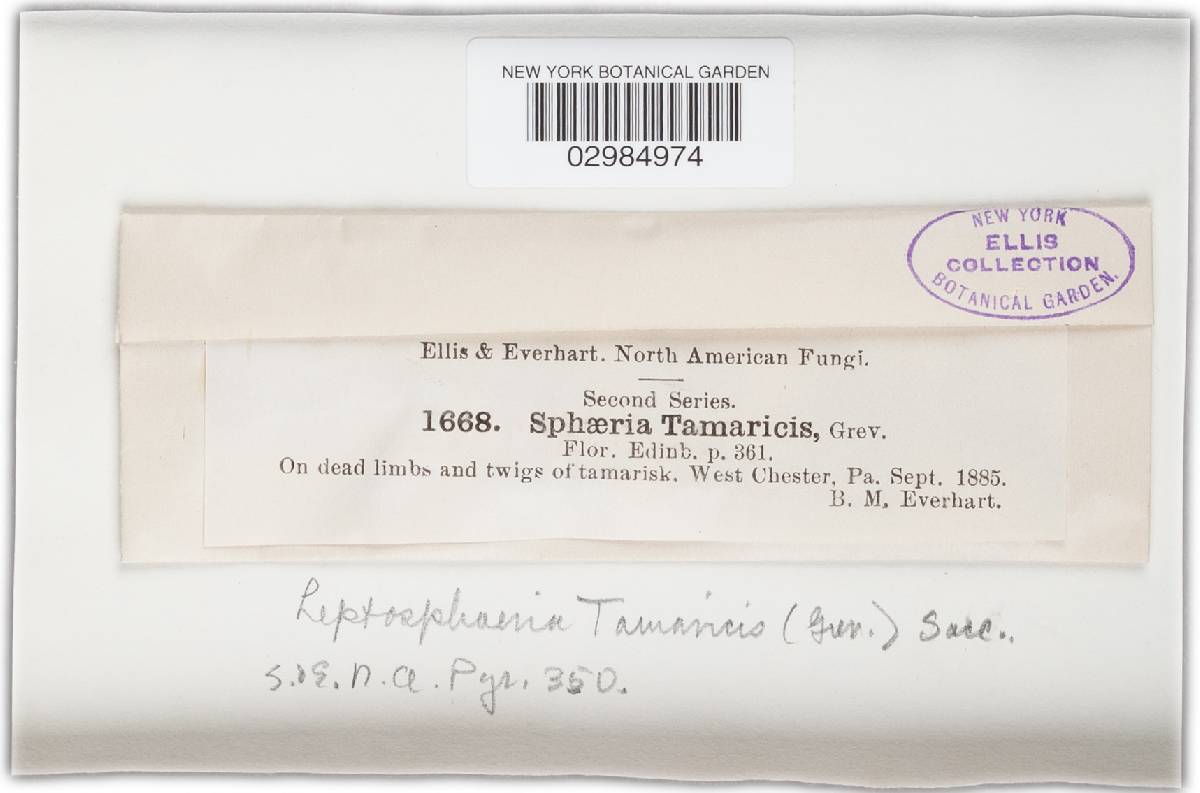 NEW YORK BOTANICAL GARDEN
02984974
NEW YORK
ELLIS
COLLECTION
BOTANICAL GARDEN.
Ellis & Everhart. North American Fungi.
Second Series.
1668. Sphæria Tamaricis, Grev.
Flor. Edinb. p. 361.
On dead limbs and twigs of tamarisk. West Chester, Pa. Sept. 1885.
B. M. Everhart.
Leptosphaeria Tamaricis (Grev.) Sacc.
E. & E. N. A. Pyr. 350.